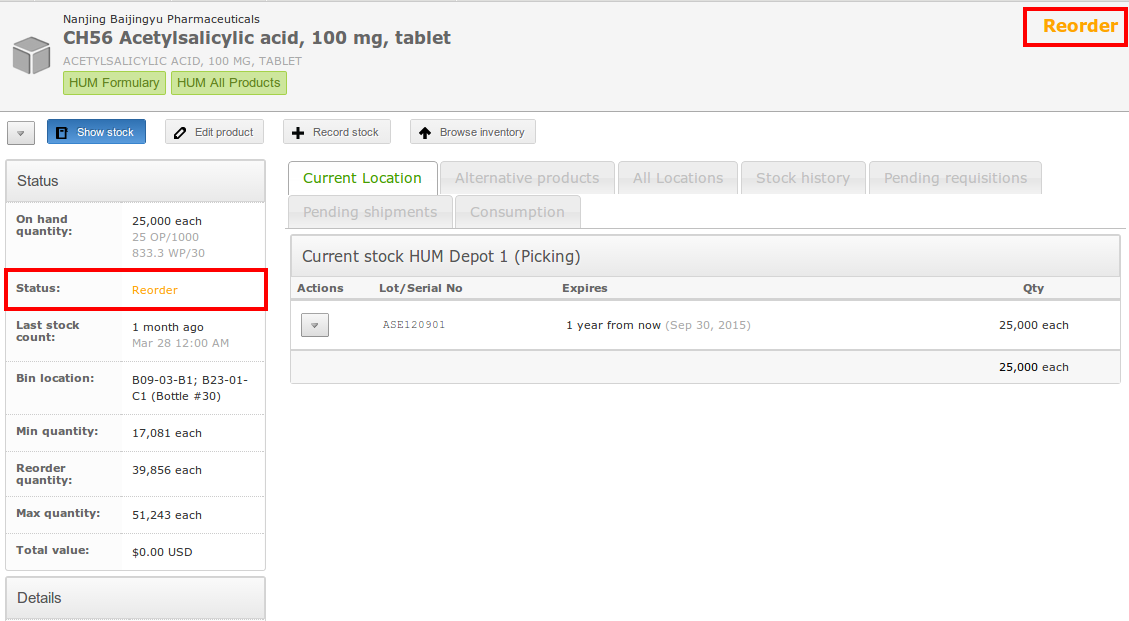 Nanjing Baijingyu Pharmaceuticals
CH56 Acetylsalicylic acid, 100 mg, tablet
Reorder
ACETYLSALICYLIC ACID, 100 MG, TABLET
HUM Formulary HUM All Products
Show stock Edit product Record stock Browse inventory
Status
On hand quantity:
25,000 each
25 OP/1000
833.3 WP/30
Status: Reorder
Last stock count:
1 month ago
Mar 28 12:00 AM
Bin location:
B09-03-B1; B23-01-
C1 (Bottle #30)
Min quantity: 17,081 each
Reorder quantity:
39,856 each
Max quantity: 51,243 each
Total value: $0.00 USD
Details
Current Location Alternative products All Locations Stock history Pending requisitions
Pending shipments Consumption
Current stock HUM Depot 1 (Picking)
Actions Lot/Serial No Expires Qty
ASE120901 1 year from now (Sep 30, 2015) 25,000 each
25,000 each